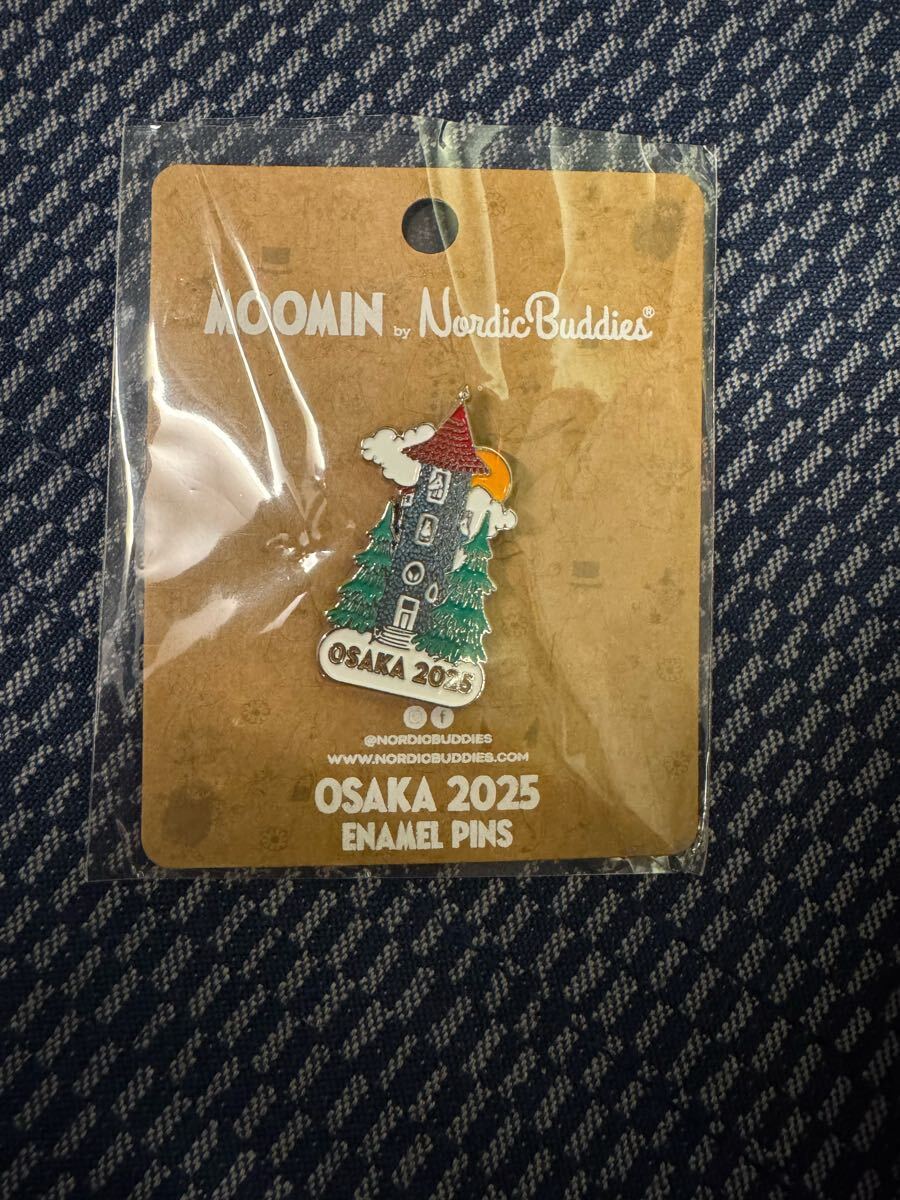 MOOMIN by NordicBuddies®
OSAKA 2025
@NORDICBUDDIES
WWW.NORDICBUDDIES.COM
OSAKA 2025
ENAMEL PINS